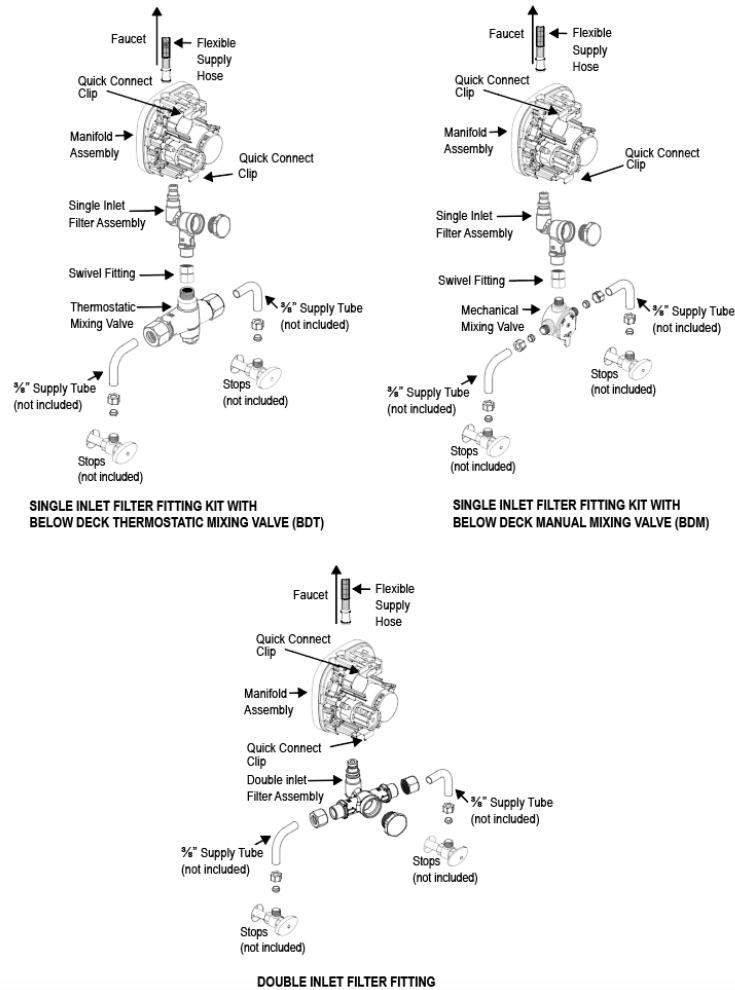 Faucet
Flexible
Supply
Hose
Quick Connect
Clip
Manifold
Assembly
Quick Connect
Clip
Single Inlet
Filter Assembly
Swivel Fitting
Thermostatic
Mixing Valve
⅜" Supply Tube
(not included)
Stops
(not included)
⅜" Supply Tube
(not included)
Stops
(not included)
SINGLE INLET FILTER FITTING KIT WITH
BELOW DECK THERMOSTATIC MIXING VALVE (BDT)
Faucet
Flexible
Supply
Hose
Quick Connect
Clip
Manifold
Assembly
Quick Connect
Clip
Single Inlet
Filter Assembly
Swivel Fitting
Mechanical
Mixing Valve
⅜" Supply Tube
(not included)
Stops
(not included)
⅜" Supply Tube
(not included)
Stops
(not included)
SINGLE INLET FILTER FITTING KIT WITH
BELOW DECK MANUAL MIXING VALVE (BDM)
Faucet
Flexible
Supply
Hose
Quick Connect
Clip
Manifold
Assembly
Quick Connect
Clip
Double inlet
Filter Assembly
⅜" Supply Tube
(not included)
Stops
(not included)
⅜" Supply Tube
(not included)
Stops
(not included)
DOUBLE INLET FILTER FITTING